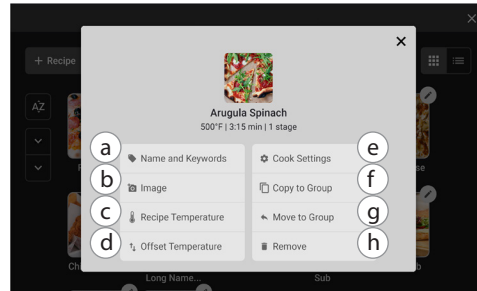 + Recipe
Arugula Spinach
500°F | 3:15 min | 1 stage
a Name and Keywords
b Image
c Recipe Temperature
d Offset Temperature
e Cook Settings
f Copy to Group
g Move to Group
h Remove
AZ
Long Name...
Sub